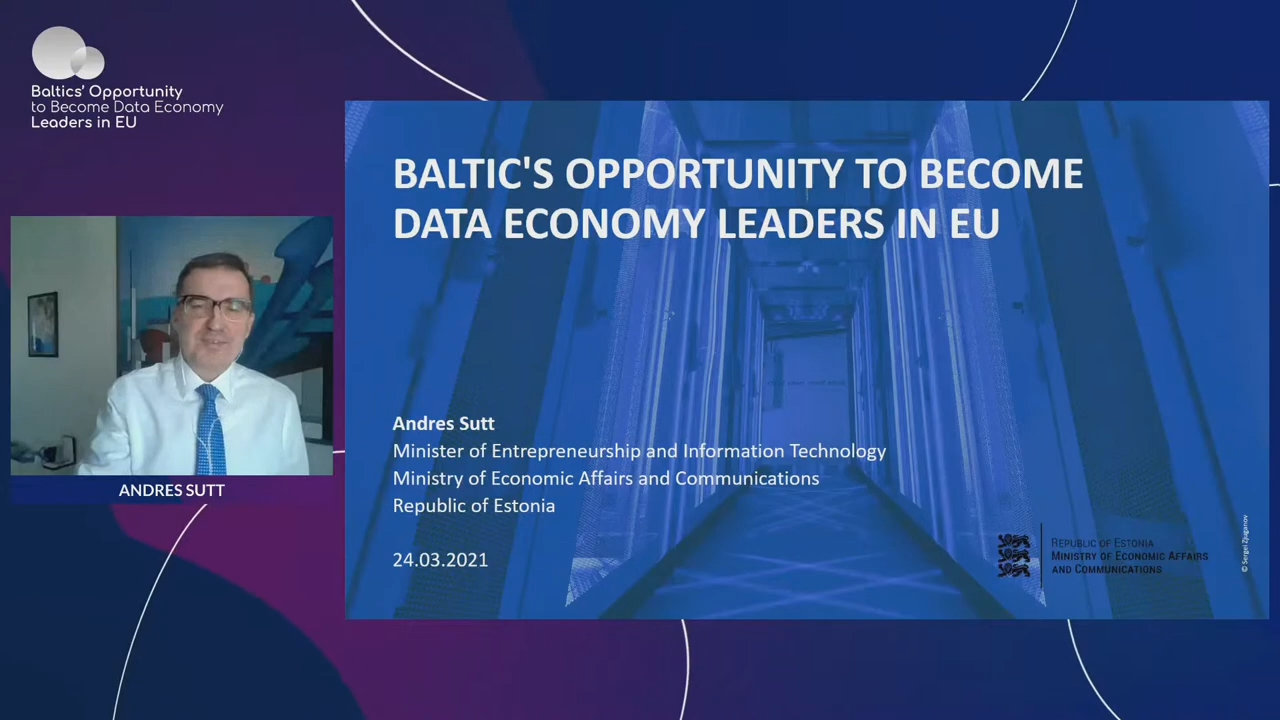 Baltics' Opportunity
to Become Data Economy
Leaders in EU
ANDRES SUTT
BALTIC'S OPPORTUNITY TO BECOME
DATA ECONOMY LEADERS IN EU
Andres Sutt
Minister of Entrepreneurship and Information Technology
Ministry of Economic Affairs and Communications
Republic of Estonia
24.03.2021
REPUBLIC OF ESTONIA
MINISTRY OF ECONOMIC AFFAIRS
AND COMMUNICATIONS
© Sergei Zjuganov